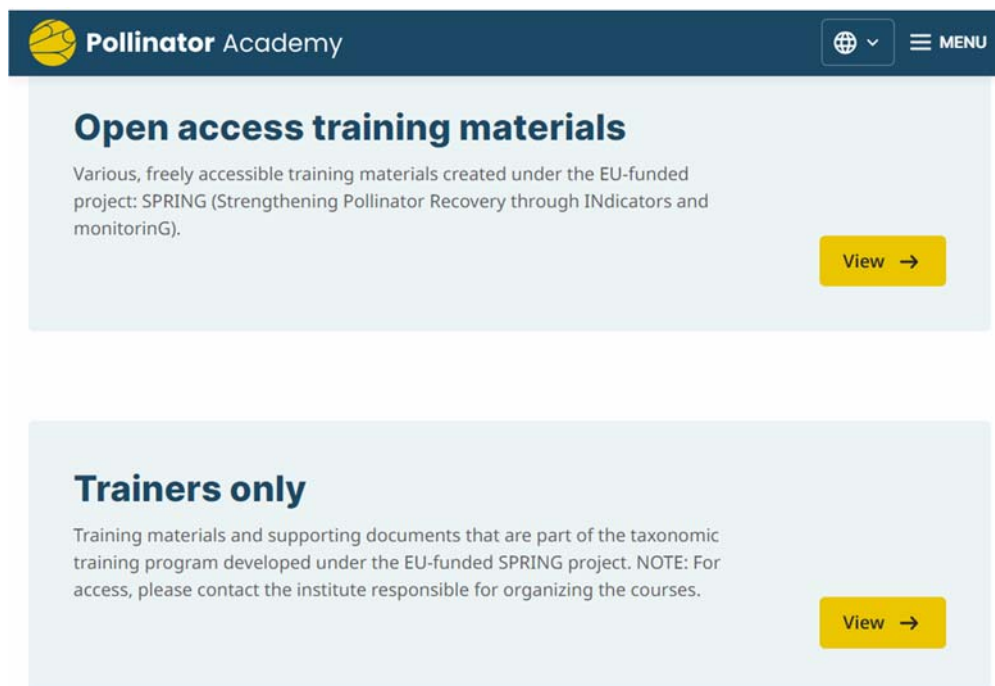 Pollinator Academy
MENU
Open access training materials
Various, freely accessible training materials created under the EU-funded
project: SPRING (Strengthening Pollinator Recovery through INdicators and
monitorinG).
View
Trainers only
Training materials and supporting documents that are part of the taxonomic
training program developed under the EU-funded SPRING project. NOTE: For
access, please contact the institute responsible for organizing the courses.
View